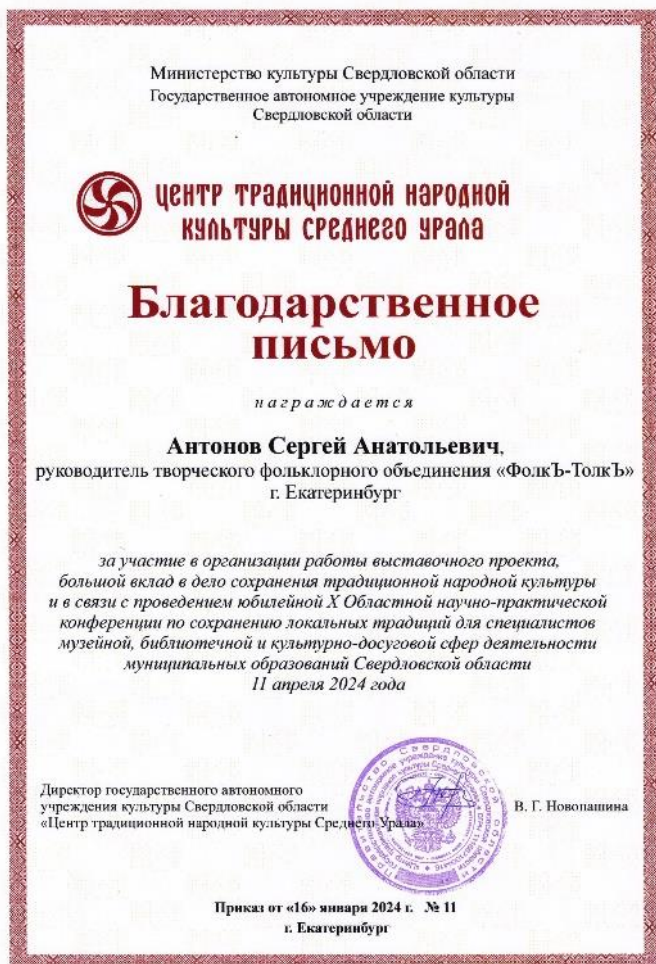 Министерство культуры Свердловской области
Государственное автономное учреждение культуры
Свердловской области
ЦЕНТР ТРАДИЦИОННОЙ НАРОДНОЙ
КУЛЬТУРЫ СРЕДНЕГО УРАЛА
Благодарственное
письмо
награждается
Антонов Сергей Анатольевич,
руководитель творческого фольклорного объединения «ФолкЪ-ТолкЪ»
г. Екатеринбург
за участие в организации работы выставочного проекта,
большой вклад в дело сохранения традиционной народной культуры
и в связи с проведением юбилейной X Областной научно-практической
конференции по сохранению локальных традиций для специалистов
музейной, библиотечной и культурно-досуговой сфер деятельности
муниципальных образований Свердловской области
11 апреля 2024 года
Директор государственного автономного
учреждения культуры Свердловской области
«Центр традиционной народной культуры Среднего Урала»
В. Г. Новопашина
Правительство Свердловской области
Приказ от «16» января 2024 г. № 11
г. Екатеринбург